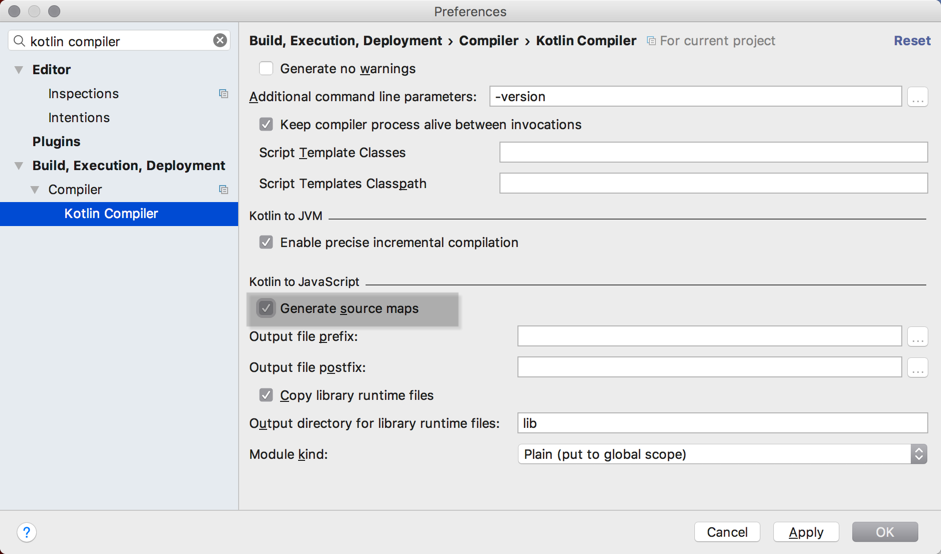 Preferences
kotlin compiler
Editor
Inspections
Intentions
Plugins
Build, Execution, Deployment
Compiler
Kotlin Compiler
Build, Execution, Deployment › Compiler › Kotlin Compiler For current project Reset
Generate no warnings
Additional command line parameters: -version ...
Keep compiler process alive between invocations
Script Template Classes
Script Templates Classpath
Kotlin to JVM
Enable precise incremental compilation
Kotlin to JavaScript
Generate source maps
Output file prefix: ...
Output file postfix: ...
Copy library runtime files
Output directory for library runtime files: lib
Module kind: Plain (put to global scope)
? Cancel Apply OK